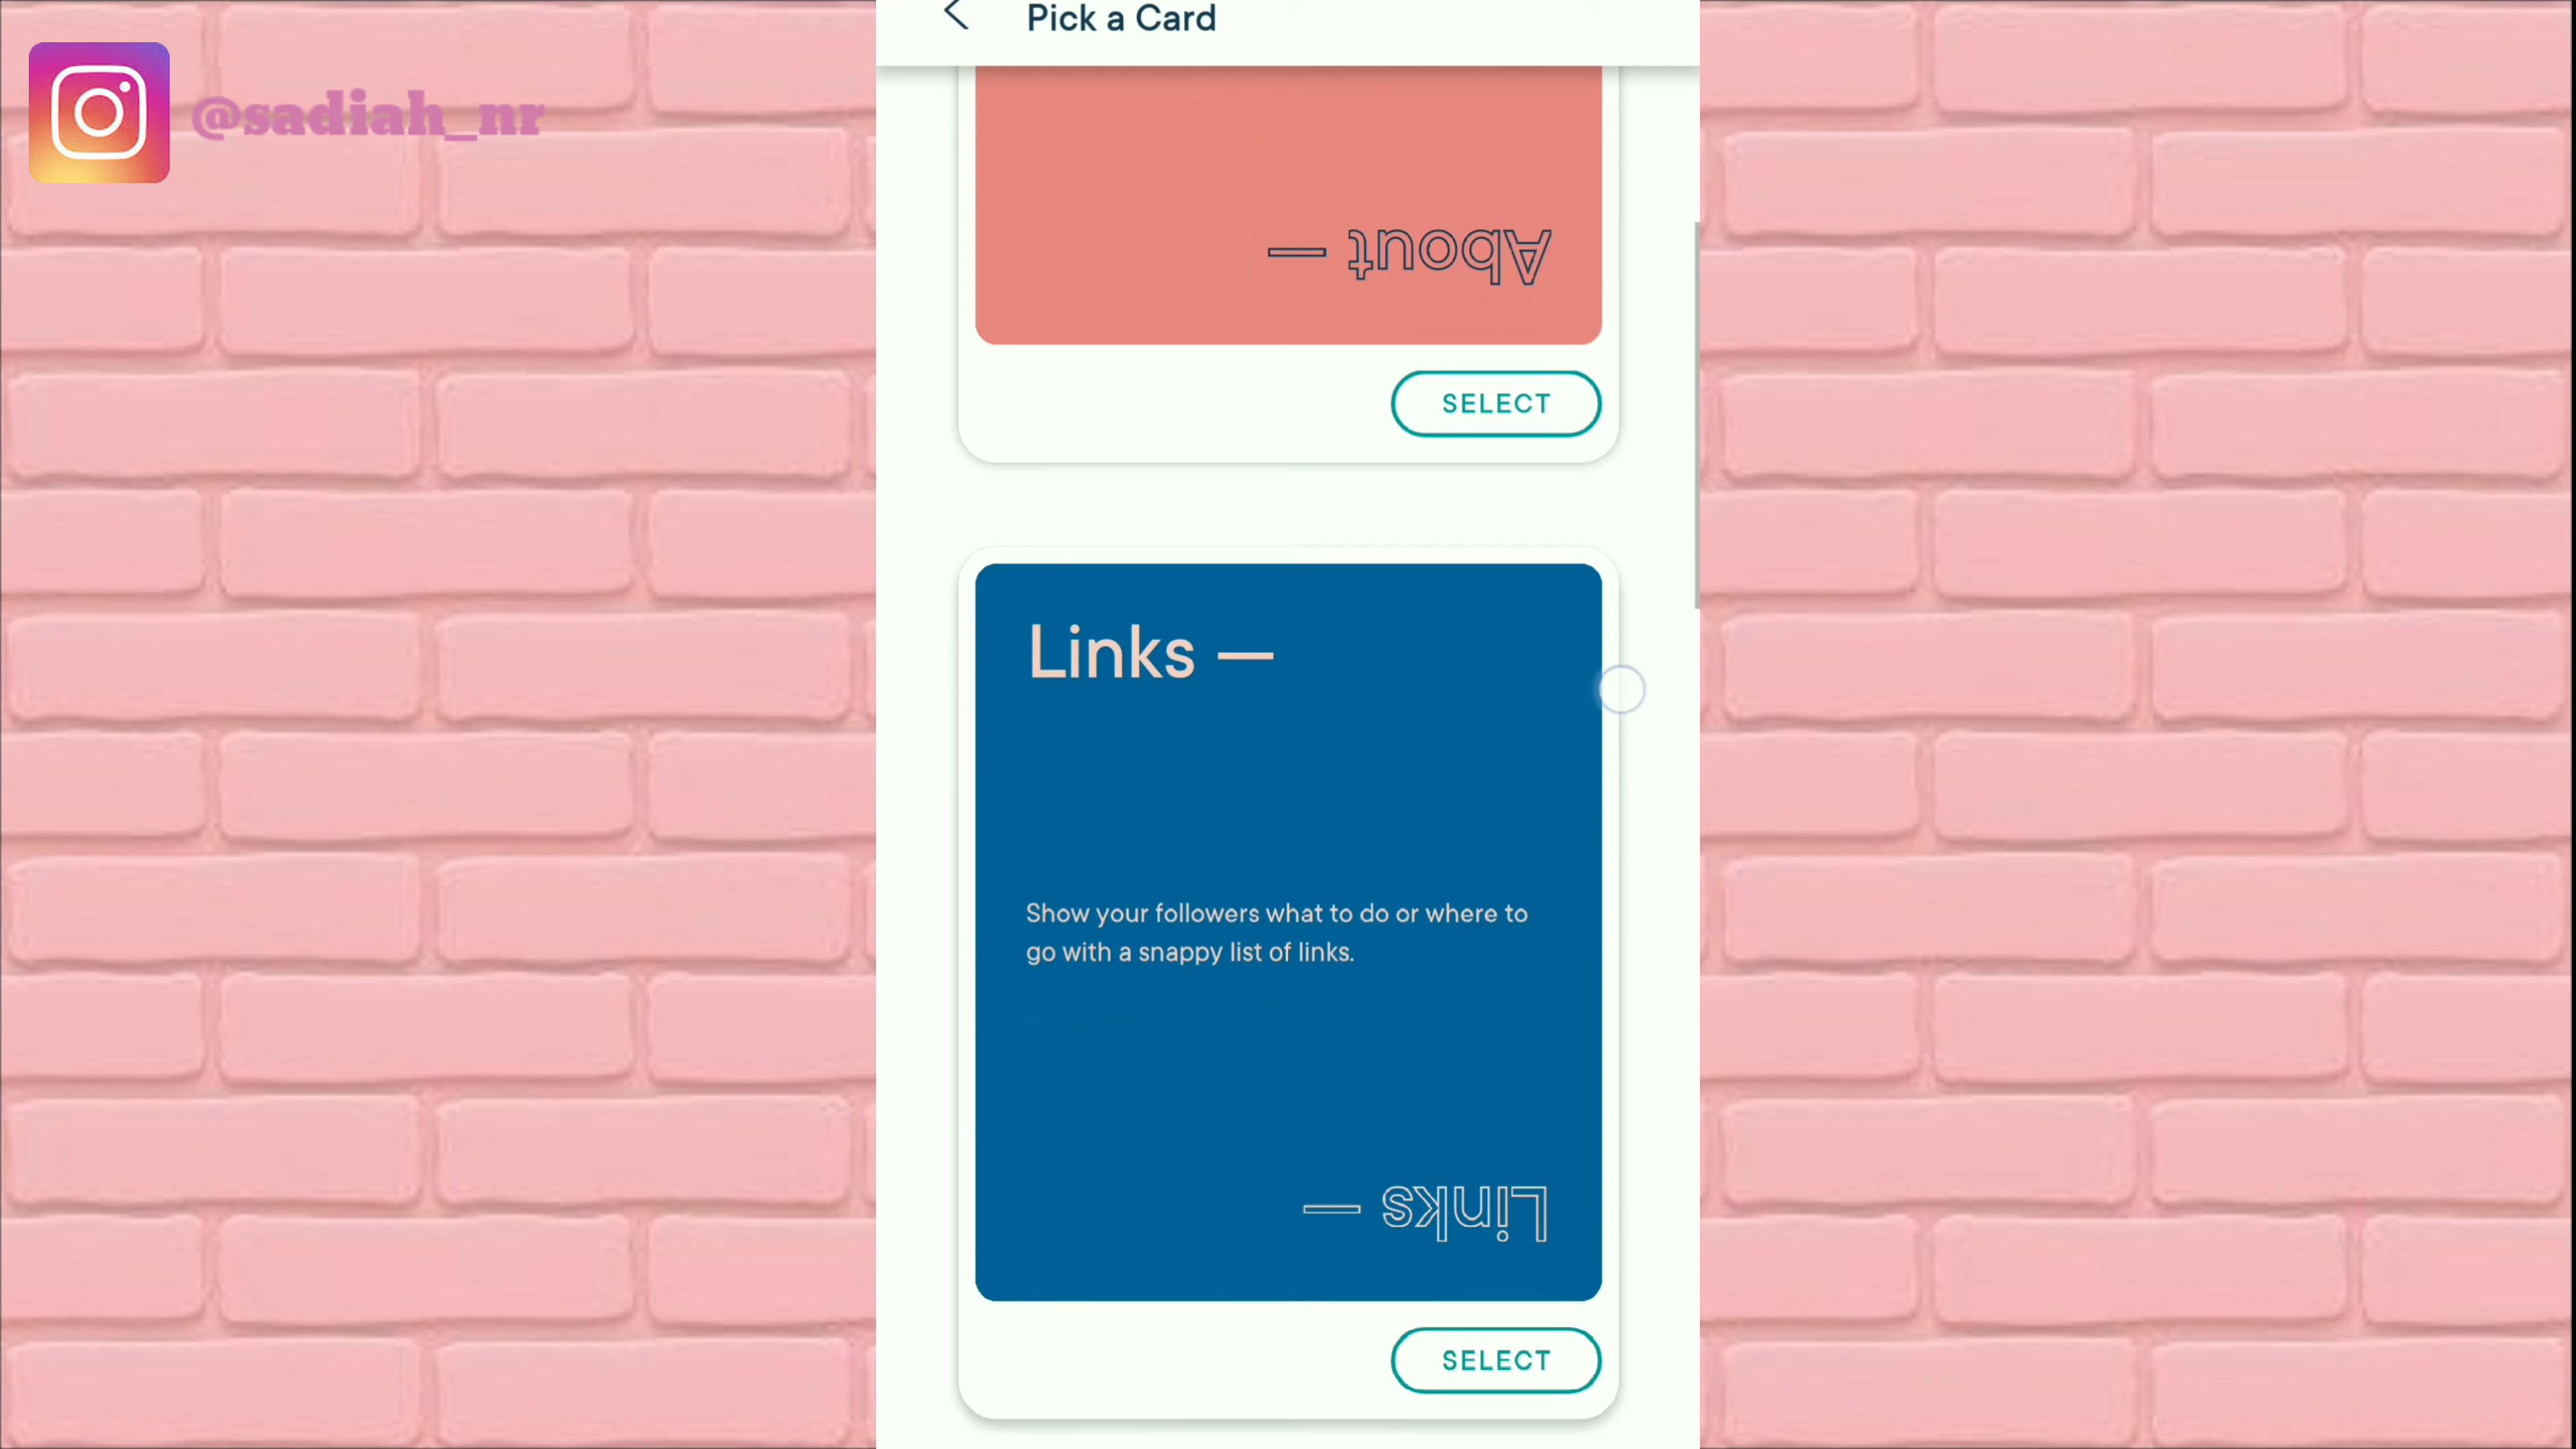 @sadiah_nr
Pick a Card
About —
SELECT
Links —
Show your followers what to do or where to
go with a snappy list of links.
Links —
SELECT